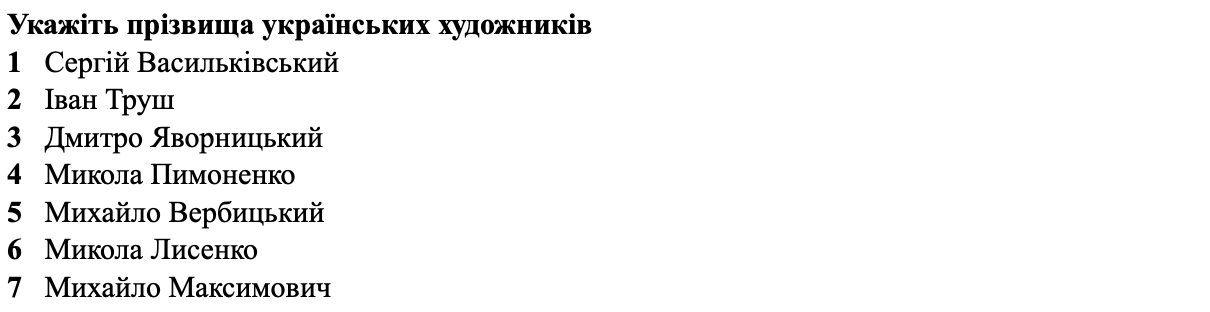 Укажіть прізвища українських художників
1 Сергій Васильківський
2 Іван Труш
3 Дмитро Яворницький
4 Микола Пимоненко
5 Михайло Вербицький
6 Микола Лисенко
7 Михайло Максимович